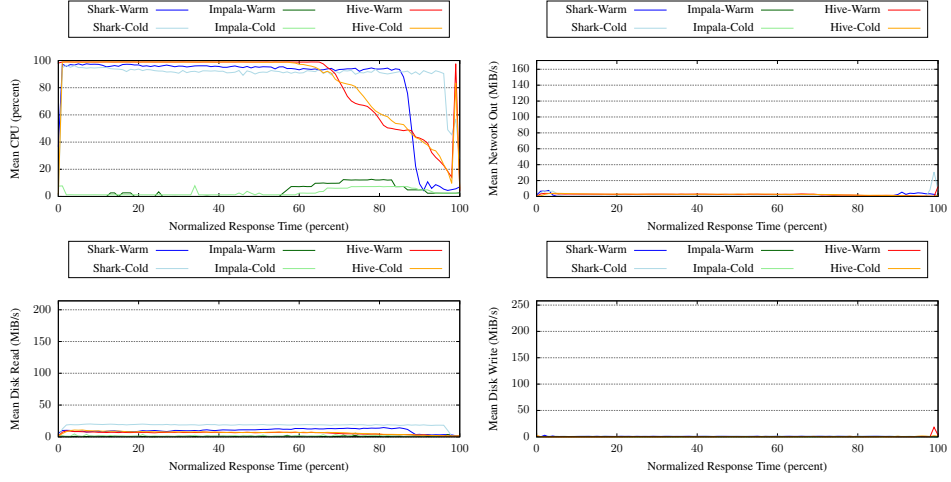 Shark-Warm Impala-Warm Hive-Warm
Shark-Cold Impala-Cold Hive-Cold
100
80
60
40
20
0
Mean CPU (percent)
0 20 40 60 80 100
Normalized Response Time (percent)
Shark-Warm Impala-Warm Hive-Warm
Shark-Cold Impala-Cold Hive-Cold
160
140
120
100
80
60
40
20
0
Mean Network Out (MiB/s)
0 20 40 60 80 100
Normalized Response Time (percent)
Shark-Warm Impala-Warm Hive-Warm
Shark-Cold Impala-Cold Hive-Cold
200
150
100
50
0
Mean Disk Read (MiB/s)
0 20 40 60 80 100
Normalized Response Time (percent)
Shark-Warm Impala-Warm Hive-Warm
Shark-Cold Impala-Cold Hive-Cold
250
200
150
100
50
0
Mean Disk Write (MiB/s)
0 20 40 60 80 100
Normalized Response Time (percent)